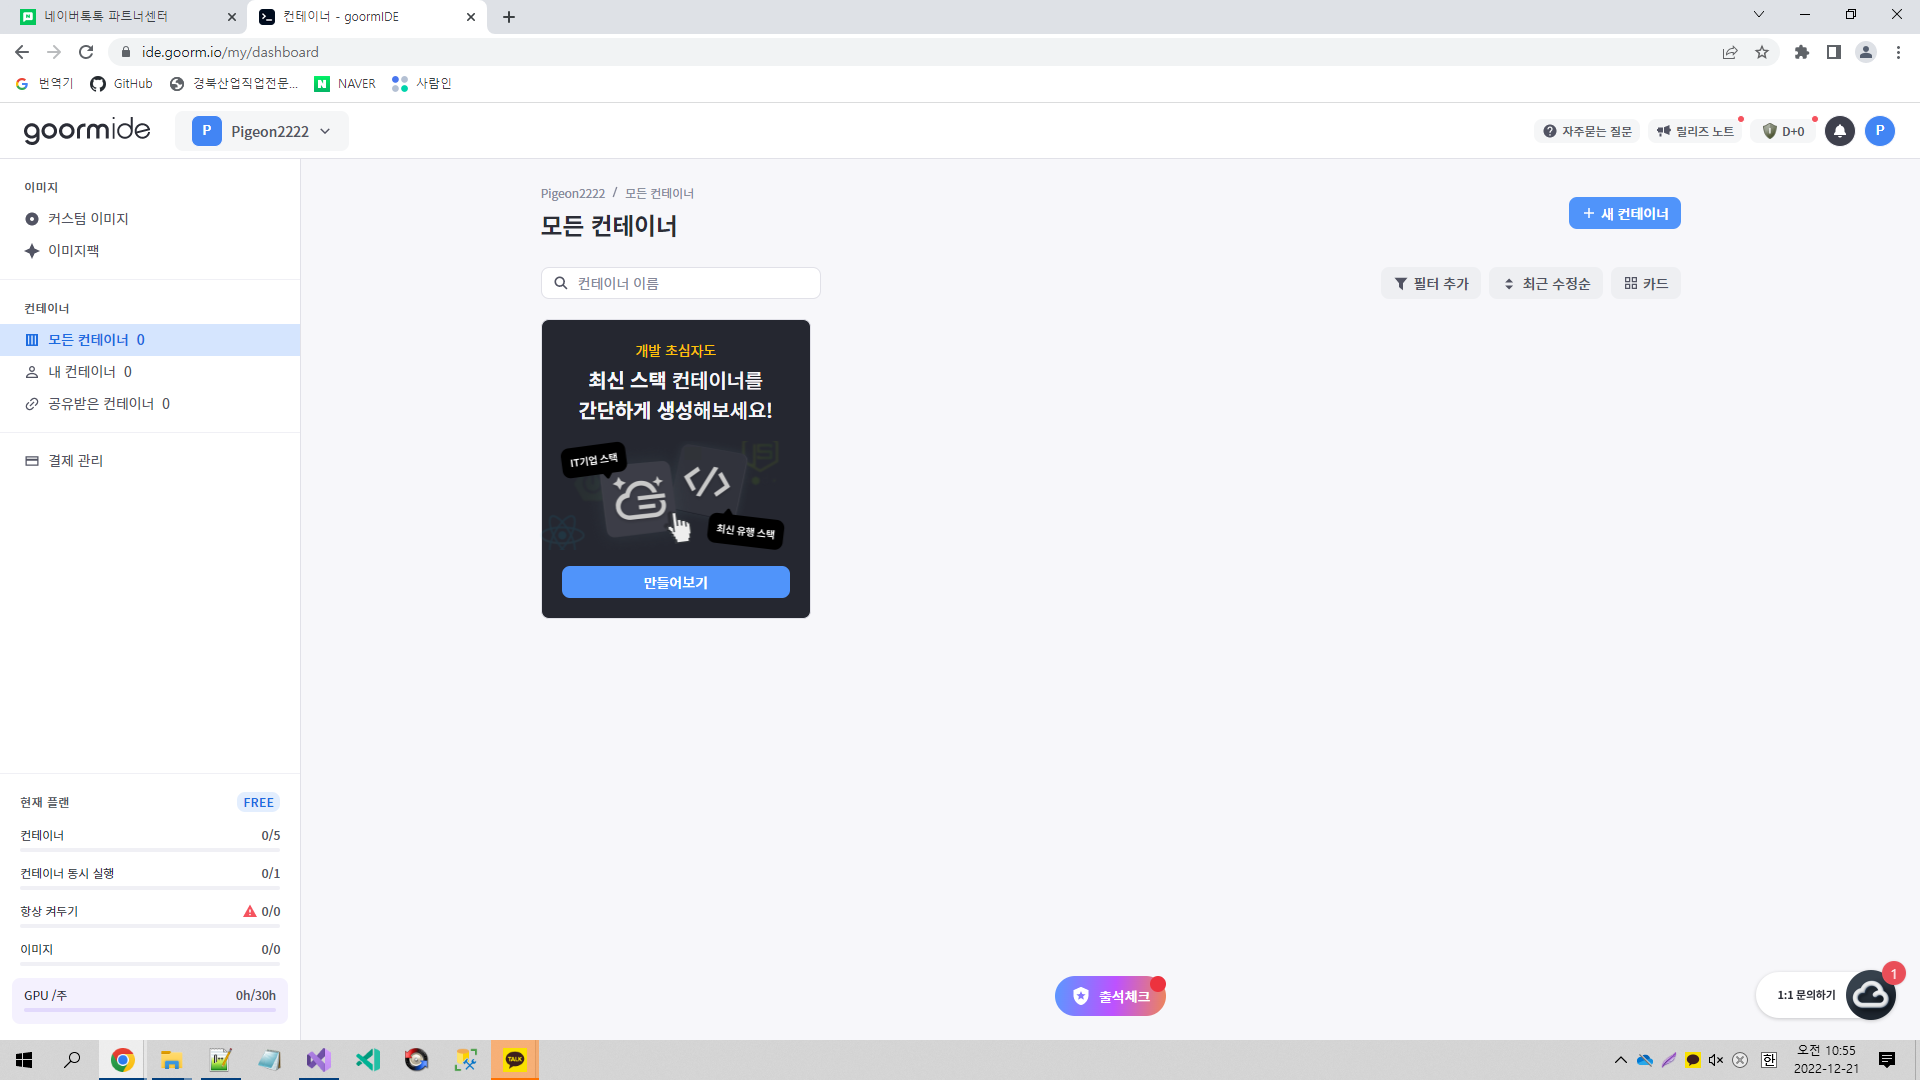 네이버톡톡 파트너센터
컨테이너 - goormIDE
ide.goorm.io/my/dashboard
번역기
GitHub
경북산업직업전문...
NAVER
사람인
goormide
P
Pigeon2222
자주묻는 질문
릴리즈 노트
D+0
P
이미지
커스텀 이미지
이미지팩
컨테이너
모든 컨테이너 0
내 컨테이너 0
공유받은 컨테이너 0
결제 관리
현재 플랜
FREE
컨테이너
0/5
컨테이너 동시 실행
0/1
항상 켜두기
0/0
이미지
0/0
GPU /주
0h/30h
Pigeon2222 / 모든 컨테이너
모든 컨테이너
+ 새 컨테이너
컨테이너 이름
필터 추가
최근 수정순
카드
개발 초심자도
최신 스택 컨테이너를
간단하게 생성해보세요!
IT기업 스택
</>
최신 유행 스택
만들어보기
출석체크
1:1 문의하기
1
TALK
한
오전 10:55
2022-12-21